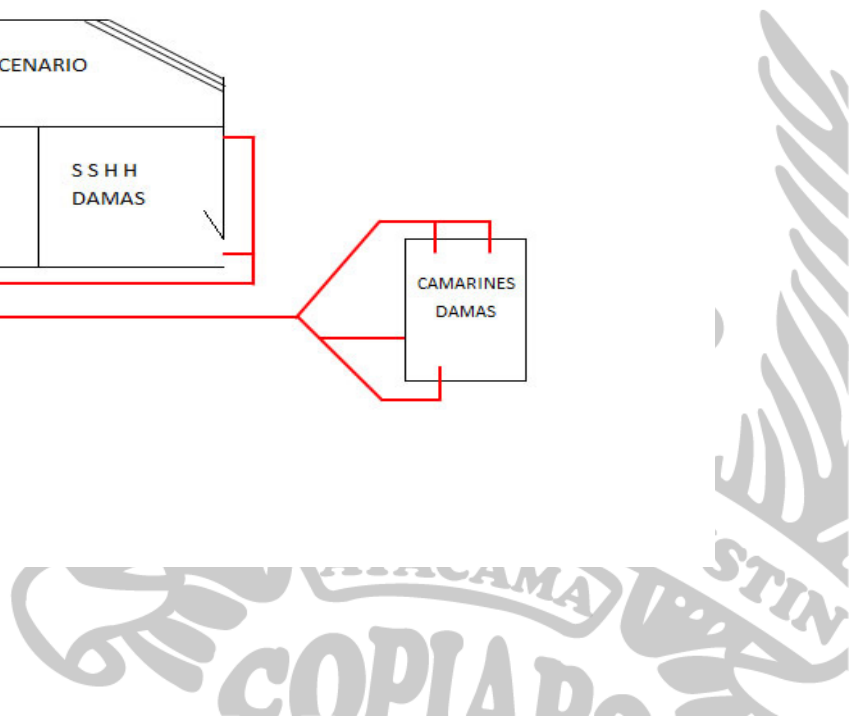 CENARIO
S S H H
DAMAS
CAMARINES
DAMAS
STIN
ATACAMA
COPIAPO